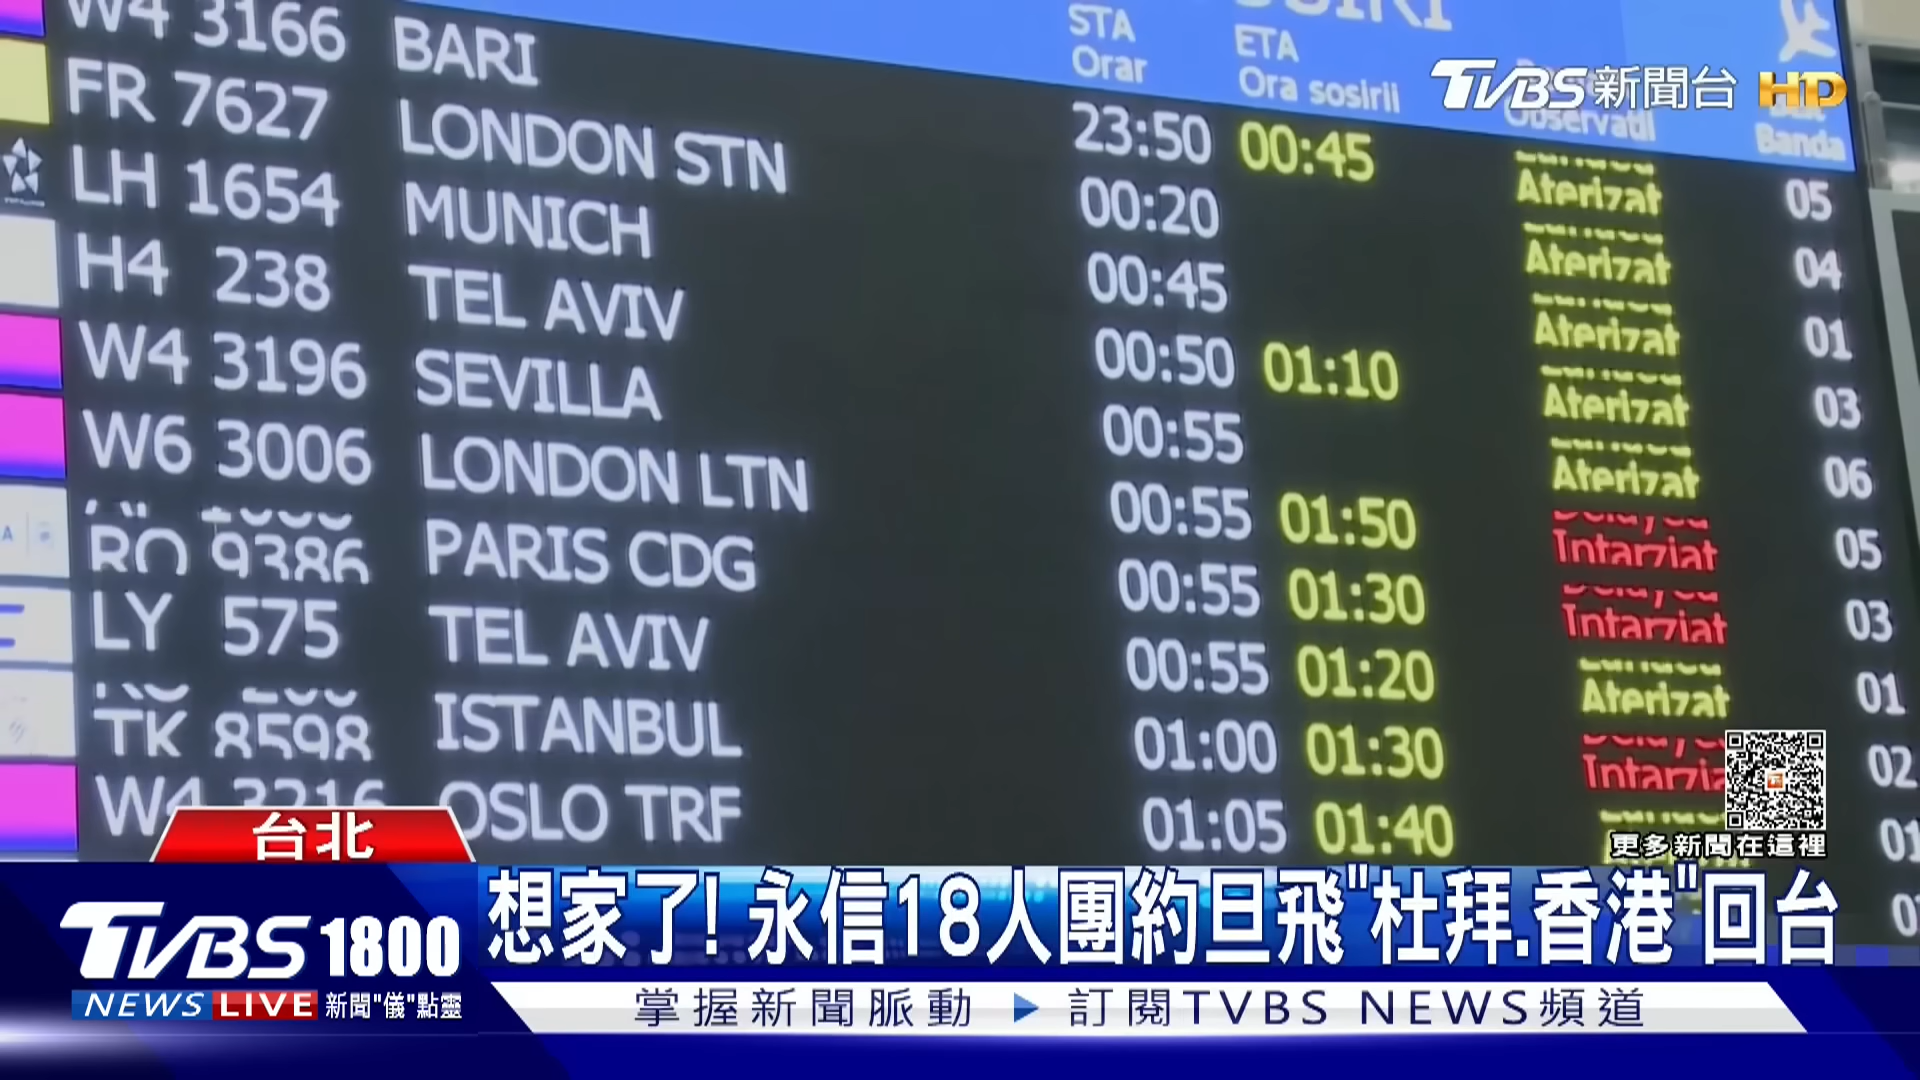 STA
Orar
ETA
Ora sosirii
Observatii
Banda
TVBS新聞台 HD
W4 3166 BARI 23:50 00:45 Aterizat 05
FR 7627 LONDON STN 00:20 Aterizat 04
LH 1654 MUNICH 00:45 Aterizat 01
H4 238 TEL AVIV 00:50 01:10 Aterizat 03
W4 3196 SEVILLA 00:55 Aterizat 06
W6 3006 LONDON LTN 00:55 01:50 Intarziat 05
RO 9386 PARIS CDG 00:55 01:30 Intarziat 03
LY 575 TEL AVIV 00:55 01:20 Aterizat 01
TK 8598 ISTANBUL 01:00 01:30 Intarziat 02
W4 3216 OSLO TRF 01:05 01:40
更多新聞在這裡
台北
想家了! 永信18人團約旦飛"杜拜.香港"回台
TVBS 1800
NEWS LIVE 新聞"儀"點靈
掌握新聞脈動 ▶ 訂閱TVBS NEWS頻道